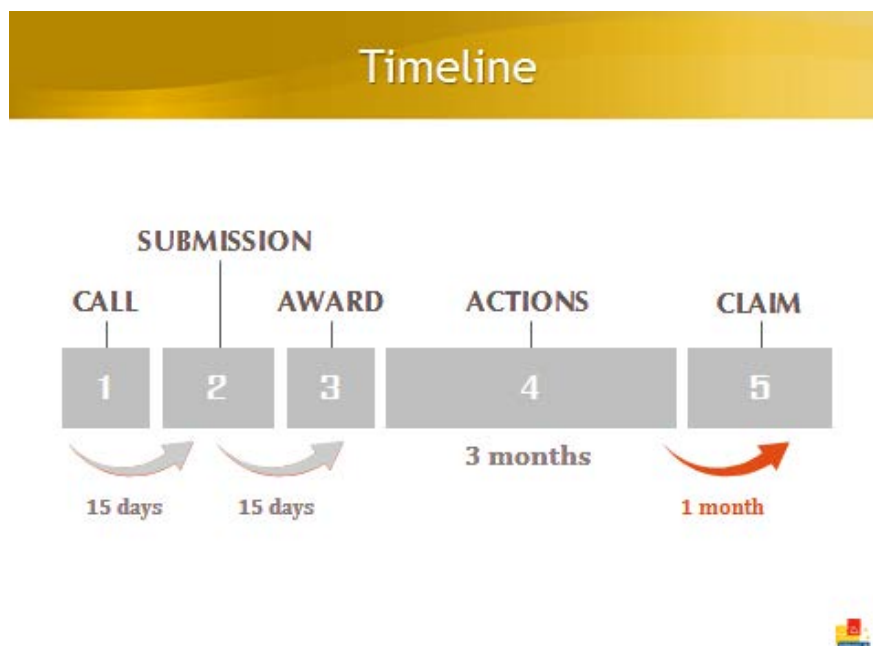 Timeline
SUBMISSION
CALL
AWARD
ACTIONS
CLAIM
1
2
3
4
5
3 months
15 days
15 days
1 month